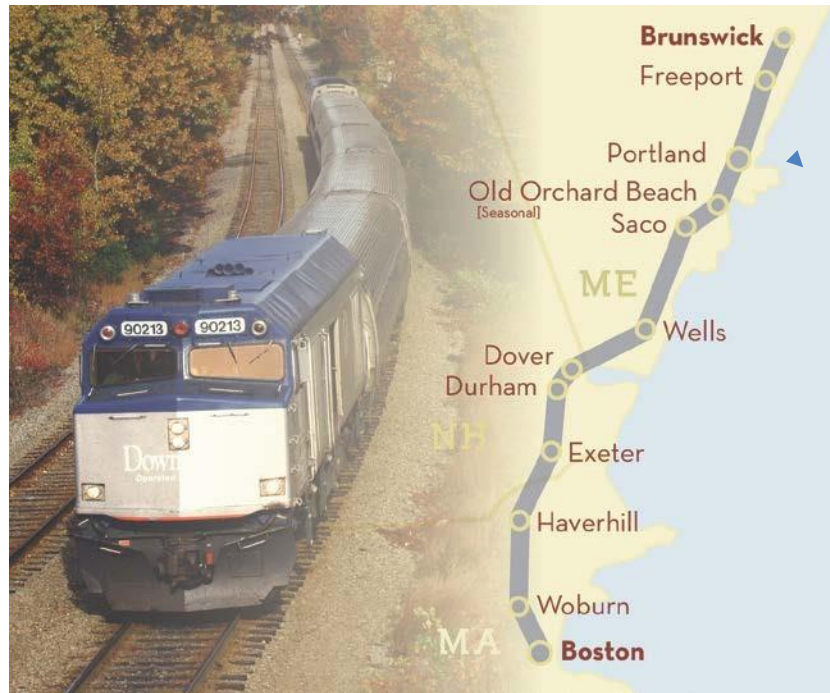 Brunswick
Freeport
Portland
Old Orchard Beach
[Seasonal]
Saco
ME
Wells
Dover
Durham
NH
Exeter
Haverhill
Woburn
MA
Boston
90213 90213
Down
Operated